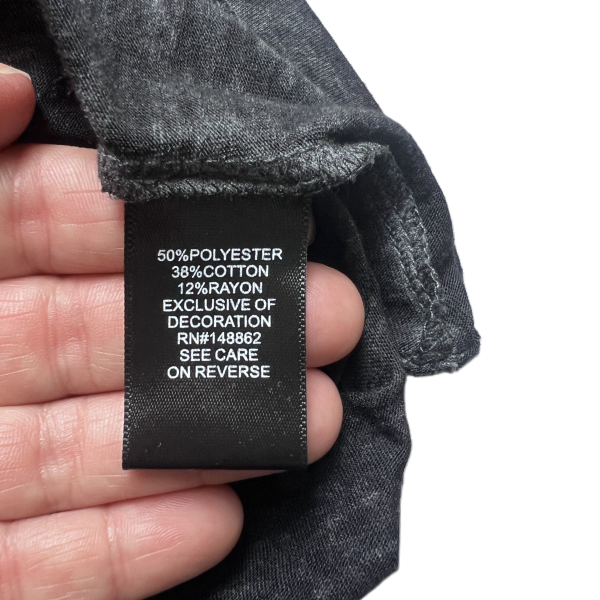 50%POLYESTER
38%COTTON
12%RAYON
EXCLUSIVE OF
DECORATION
RN#148862
SEE CARE
ON REVERSE